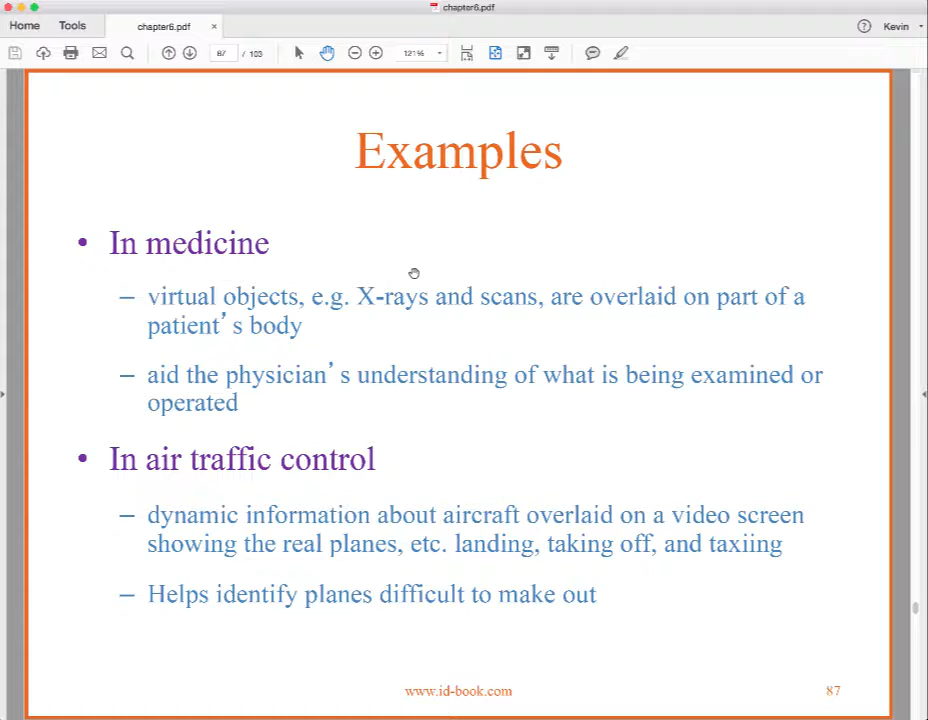 chapter6.pdf
Home Tools chapter6.pdf × ? Kevin
87 / 103 121%
Examples
• In medicine
– virtual objects, e.g. X-rays and scans, are overlaid on part of a
patient’s body
– aid the physician’s understanding of what is being examined or
operated
• In air traffic control
– dynamic information about aircraft overlaid on a video screen
showing the real planes, etc. landing, taking off, and taxiing
– Helps identify planes difficult to make out
www.id-book.com 87